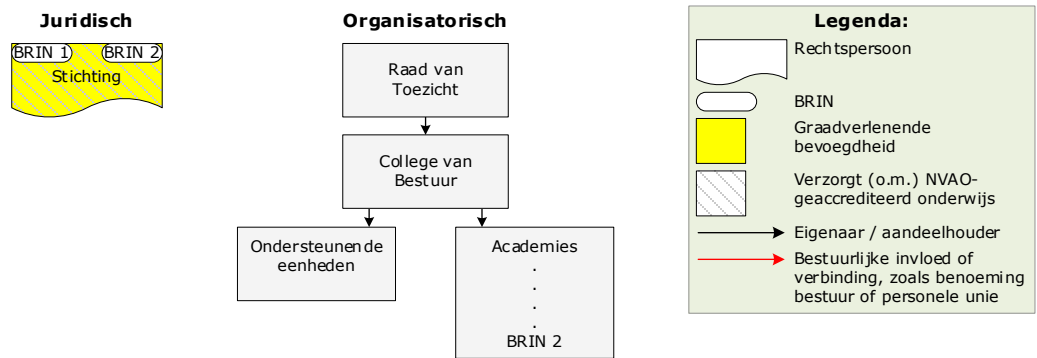 Juridisch
BRIN 1
BRIN 2
Stichting
Organisatorisch
Raad van
Toezicht
College van
Bestuur
Ondersteunende
eenheden
Academies
.
.
.
.
BRIN 2
Legenda:
Rechtspersoon
BRIN
Graadverlenende
bevoegdheid
Verzorgt (o.m.) NVAO-
geaccrediteerd onderwijs
Eigenaar / aandeelhouder
Bestuurlijke invloed of
verbinding, zoals benoeming
bestuur of personele unie